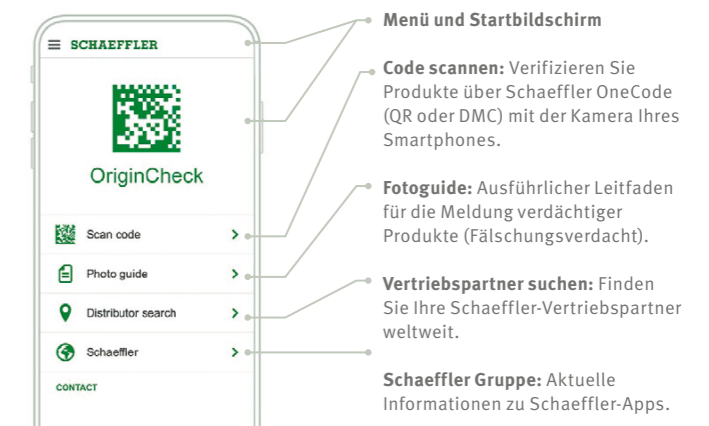 SCHAEFFLER
OriginCheck
Scan code
Photo guide
Distributor search
Schaeffler
CONTACT
Menü und Startbildschirm
Code scannen: Verifizieren Sie
Produkte über Schaeffler OneCode
(QR oder DMC) mit der Kamera Ihres
Smartphones.
Fotoguide: Ausführlicher Leitfaden
für die Meldung verdächtiger
Produkte (Fälschungsverdacht).
Vertriebspartner suchen: Finden
Sie Ihre Schaeffler-Vertriebspartner
weltweit.
Schaeffler Gruppe: Aktuelle
Informationen zu Schaeffler-Apps.